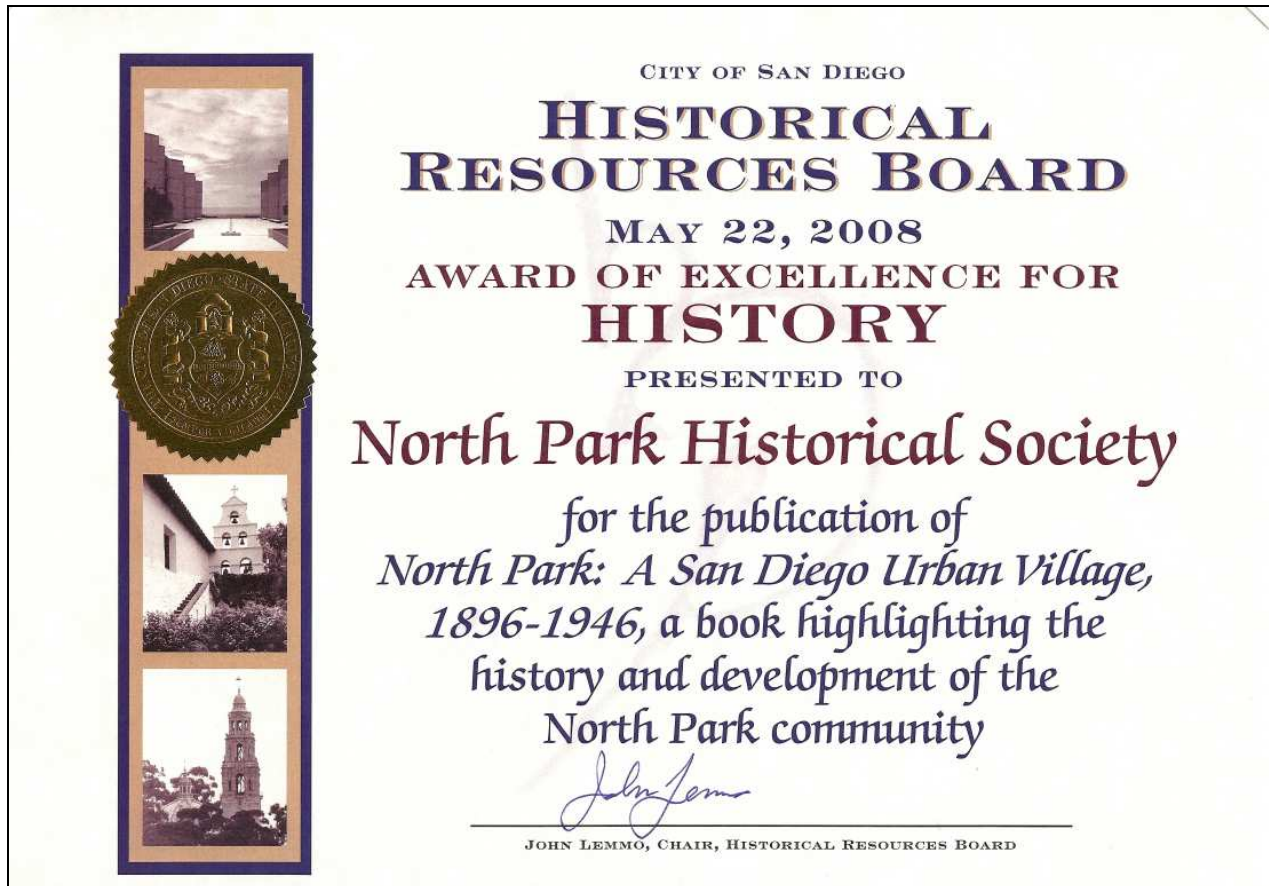 CITY OF SAN DIEGO
HISTORICAL
RESOURCES BOARD
MAY 22, 2008
AWARD OF EXCELLENCE FOR
HISTORY
PRESENTED TO
North Park Historical Society
for the publication of
North Park: A San Diego Urban Village,
1896-1946, a book highlighting the
history and development of the
North Park community
John Lemmo
JOHN LEMMO, CHAIR, HISTORICAL RESOURCES BOARD